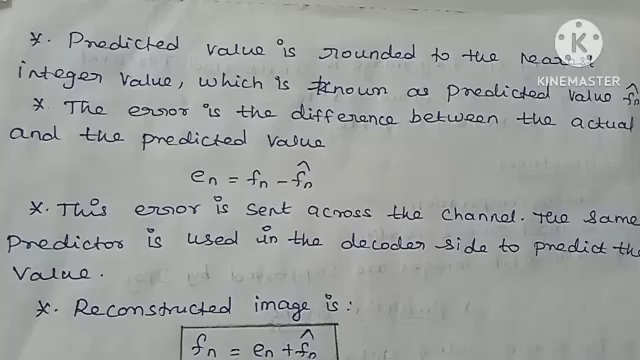 *. Predicted value is rounded to the
K
KINEMASTER
integer value, which is known as predicted value f̂n
* The error is the difference between the actual
and the predicted value
en = fn - f̂n
*. This error is sent across the channel. The same
Predictor is used in the decoder side to predict the
value.
*. Reconstructed image is:
fn = en + f̂n